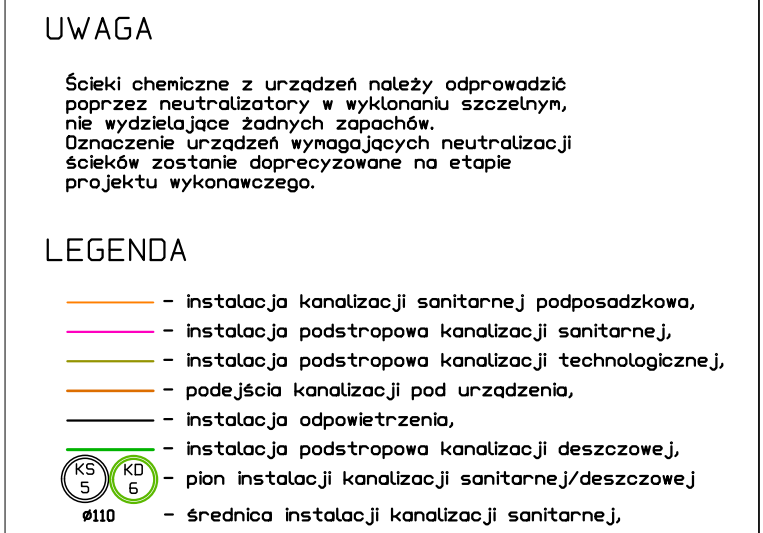 UWAGA
Ścieki chemiczne z urządzeń należy odprowadzić
poprzez neutralizatory w wyklonaniu szczelnym,
nie wydzielające żadnych zapachów.
Oznaczenie urządzeń wymagających neutralizacji
ścieków zostanie doprecyzowane na etapie
projektu wykonawczego.
LEGENDA
- instalacja kanalizacji sanitarnej podposadzkowa,
- instalacja podstropowa kanalizacji sanitarnej,
- instalacja podstropowa kanalizacji technologicznej,
- podejścia kanalizacji pod urządzenia,
- instalacja odpowietrzenia,
- instalacja podstropowa kanalizacji deszczowej,
KS 5 KD 6 - pion instalacji kanalizacji sanitarnej/deszczowej
ø110 - średnica instalacji kanalizacji sanitarnej,